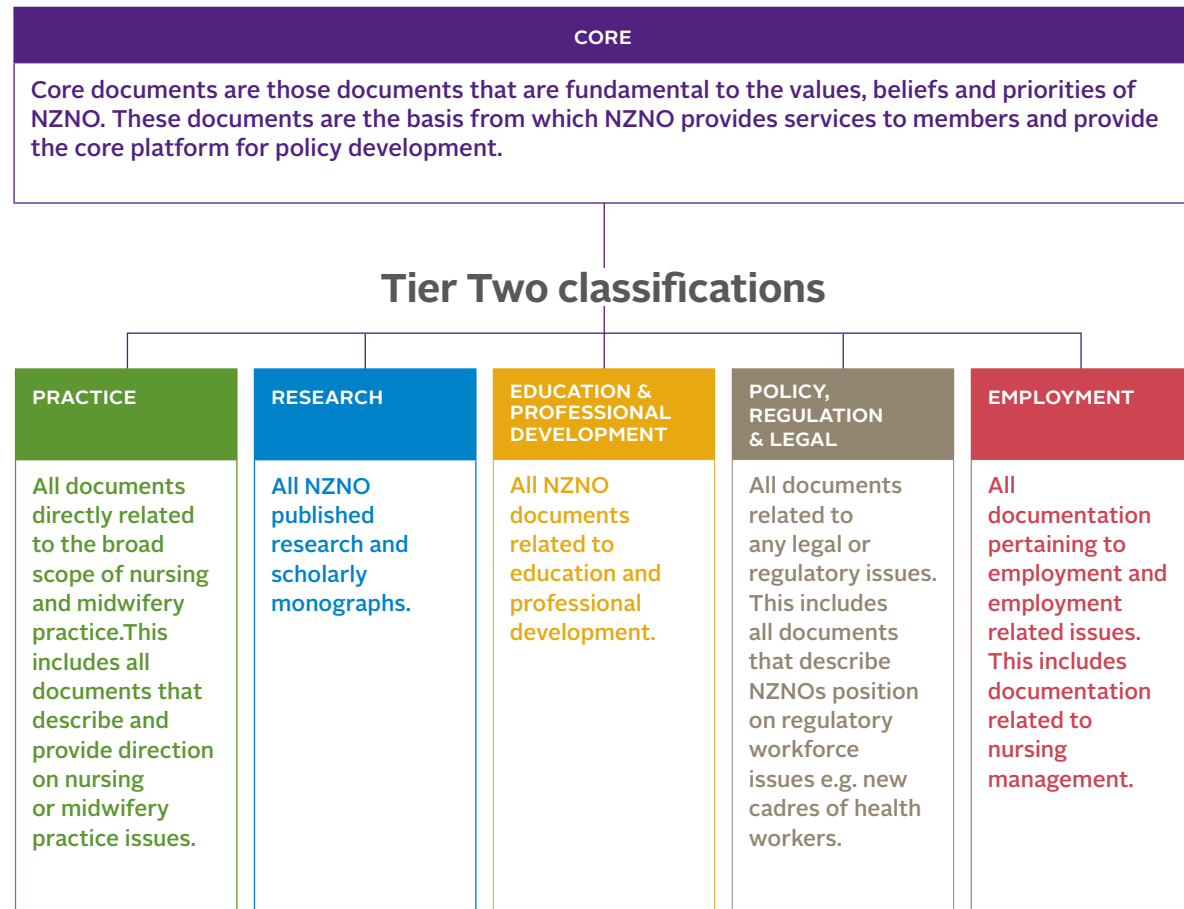 CORE
Core documents are those documents that are fundamental to the values, beliefs and priorities of
NZNO. These documents are the basis from which NZNO provides services to members and provide
the core platform for policy development.
Tier Two classifications
PRACTICE
All documents
directly related
to the broad
scope of nursing
and midwifery
practice.This
includes all
documents that
describe and
provide direction
on nursing
or midwifery
practice issues.
RESEARCH
All NZNO
published
research and
scholarly
monographs.
EDUCATION &
PROFESSIONAL
DEVELOPMENT
All NZNO
documents
related to
education and
professional
development.
POLICY,
REGULATION
& LEGAL
All documents
related to
any legal or
regulatory issues.
This includes
all documents
that describe
NZNOs position
on regulatory
workforce
issues e.g. new
cadres of health
workers.
EMPLOYMENT
All
documentation
pertaining to
employment and
employment
related issues.
This includes
documentation
related to
nursing
management.